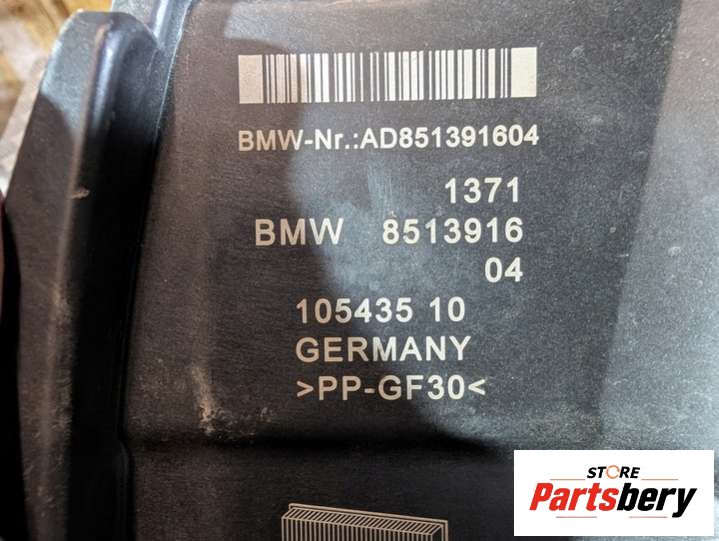 BMW-Nr.:AD851391604
1371
BMW 8513916
04
105435 10
GERMANY
>PP-GF30<
STORE
Partsbery